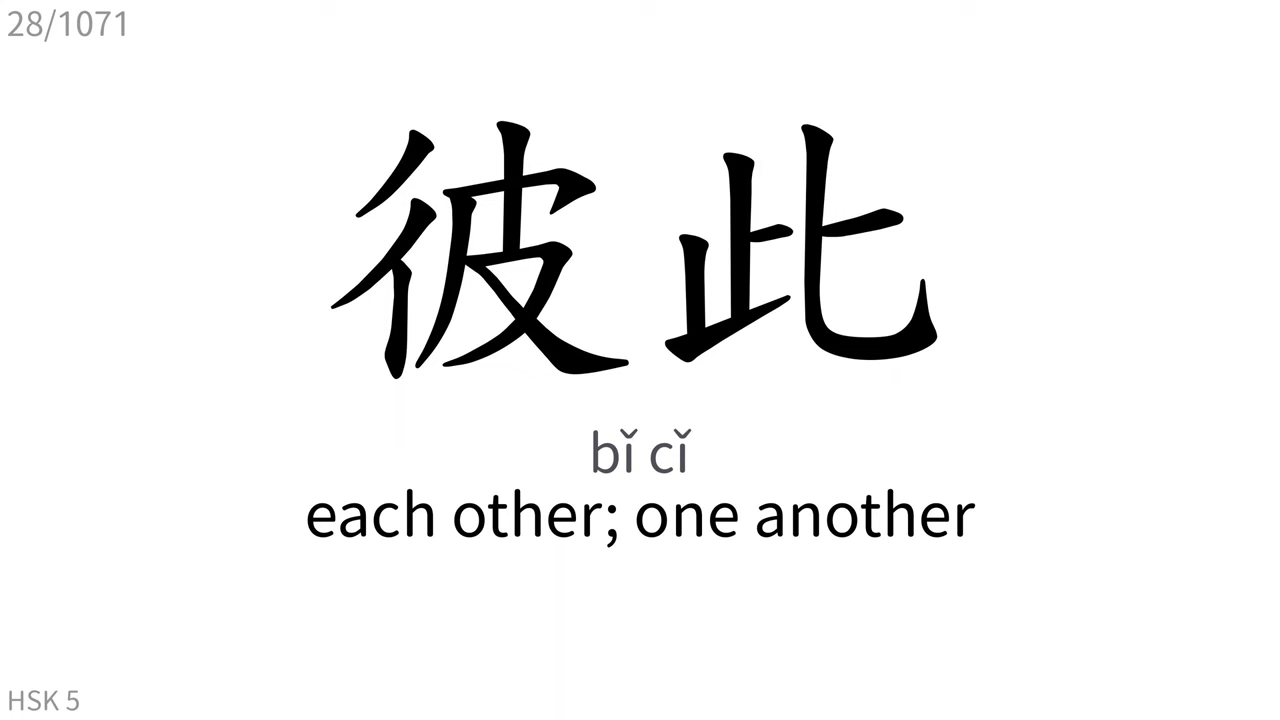 28/1071
彼此
bǐ cǐ
each other; one another
HSK 5